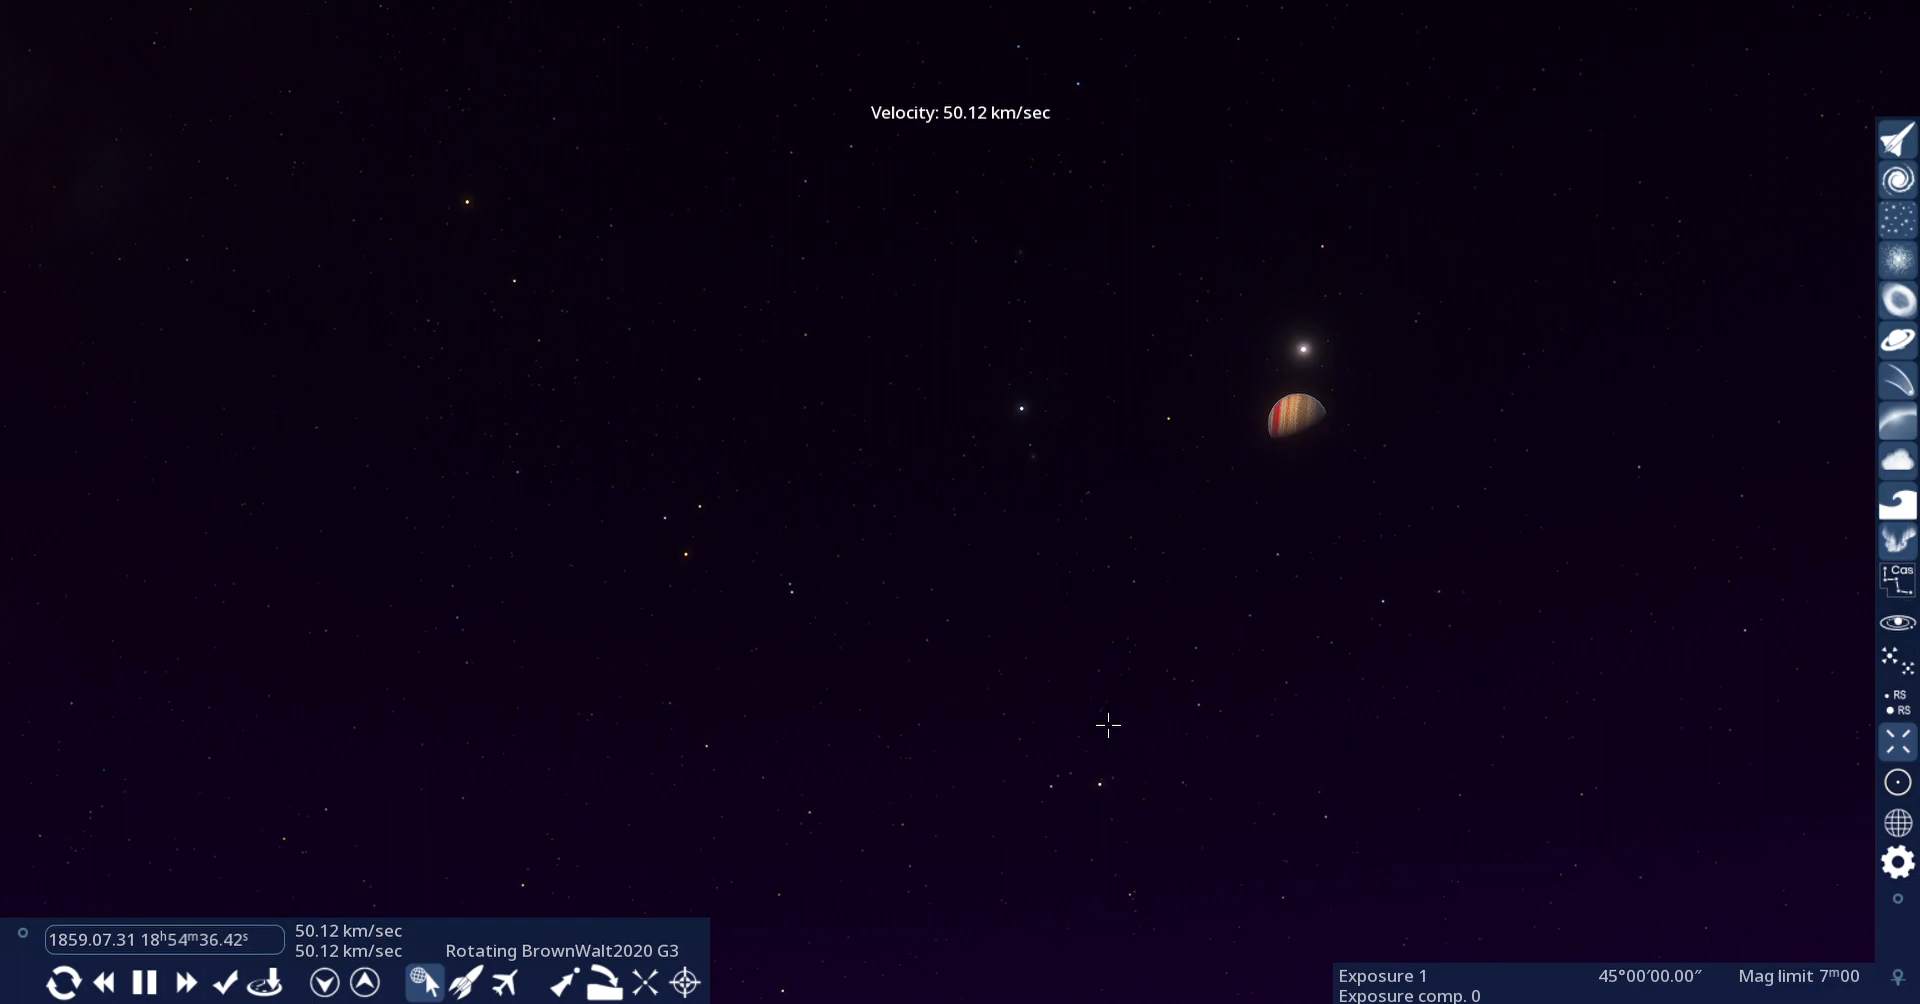 Velocity: 50.12 km/sec
Cas
RS
RS
1859.07.31 18ʰ54ᵐ36.42ˢ
50.12 km/sec
50.12 km/sec
Rotating BrownWalt2020 G3
Exposure 1
45°00′00.00″
Mag limit 7ᵐ00
Exposure comp. 0